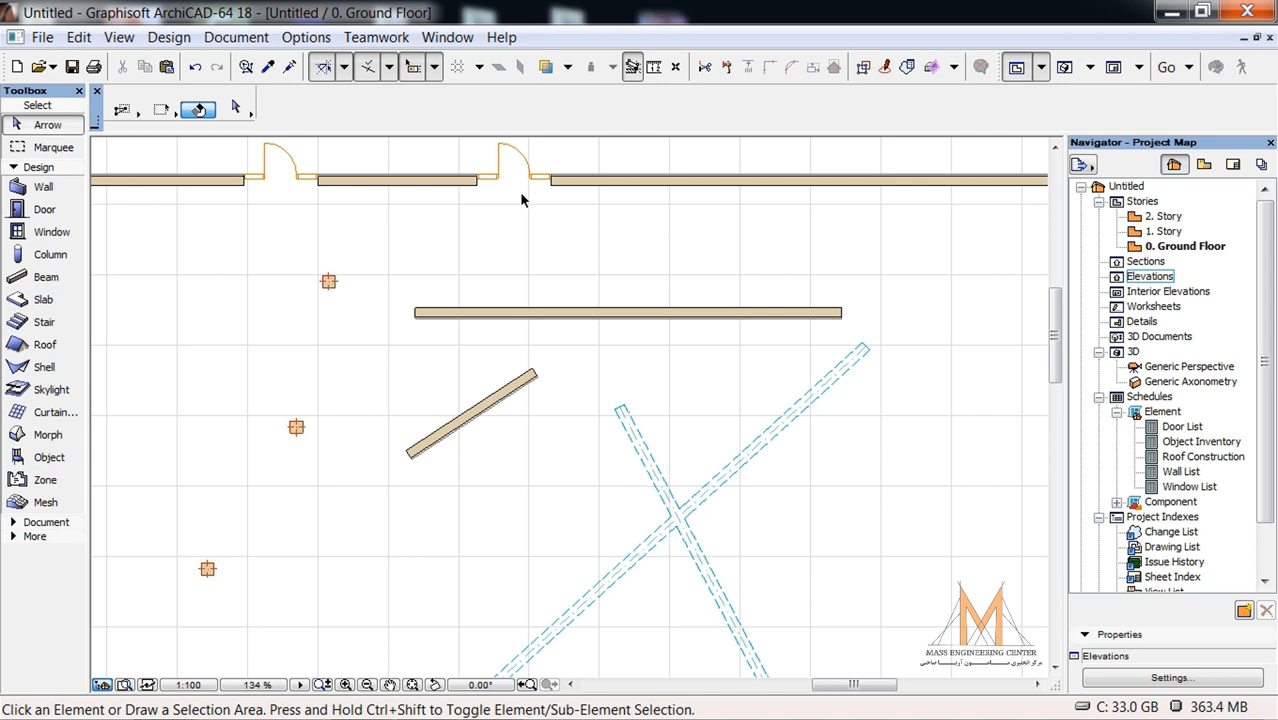 Untitled - Graphisoft ArchiCAD-64 18 - [Untitled / 0. Ground Floor]
File Edit View Design Document Options Teamwork Window Help
Go
Toolbox
Select
Arrow
Marquee
Design
Wall
Door
Window
Column
Beam
Slab
Stair
Roof
Shell
Skylight
Curtain...
Morph
Object
Zone
Mesh
Document
More
Navigator - Project Map
Untitled
Stories
2. Story
1. Story
0. Ground Floor
Sections
Elevations
Interior Elevations
Worksheets
Details
3D Documents
3D
Generic Perspective
Generic Axonometry
Schedules
Element
Door List
Object Inventory
Roof Construction
Wall List
Window List
Component
Project Indexes
Change List
Drawing List
Issue History
Sheet Index
Properties
Elevations
Settings...
MASS ENGINEERING CENTER
1:100
134 %
0.00°
Click an Element or Draw a Selection Area. Press and Hold Ctrl+Shift to Toggle Element/Sub-Element Selection.
C: 33.0 GB
363.4 MB